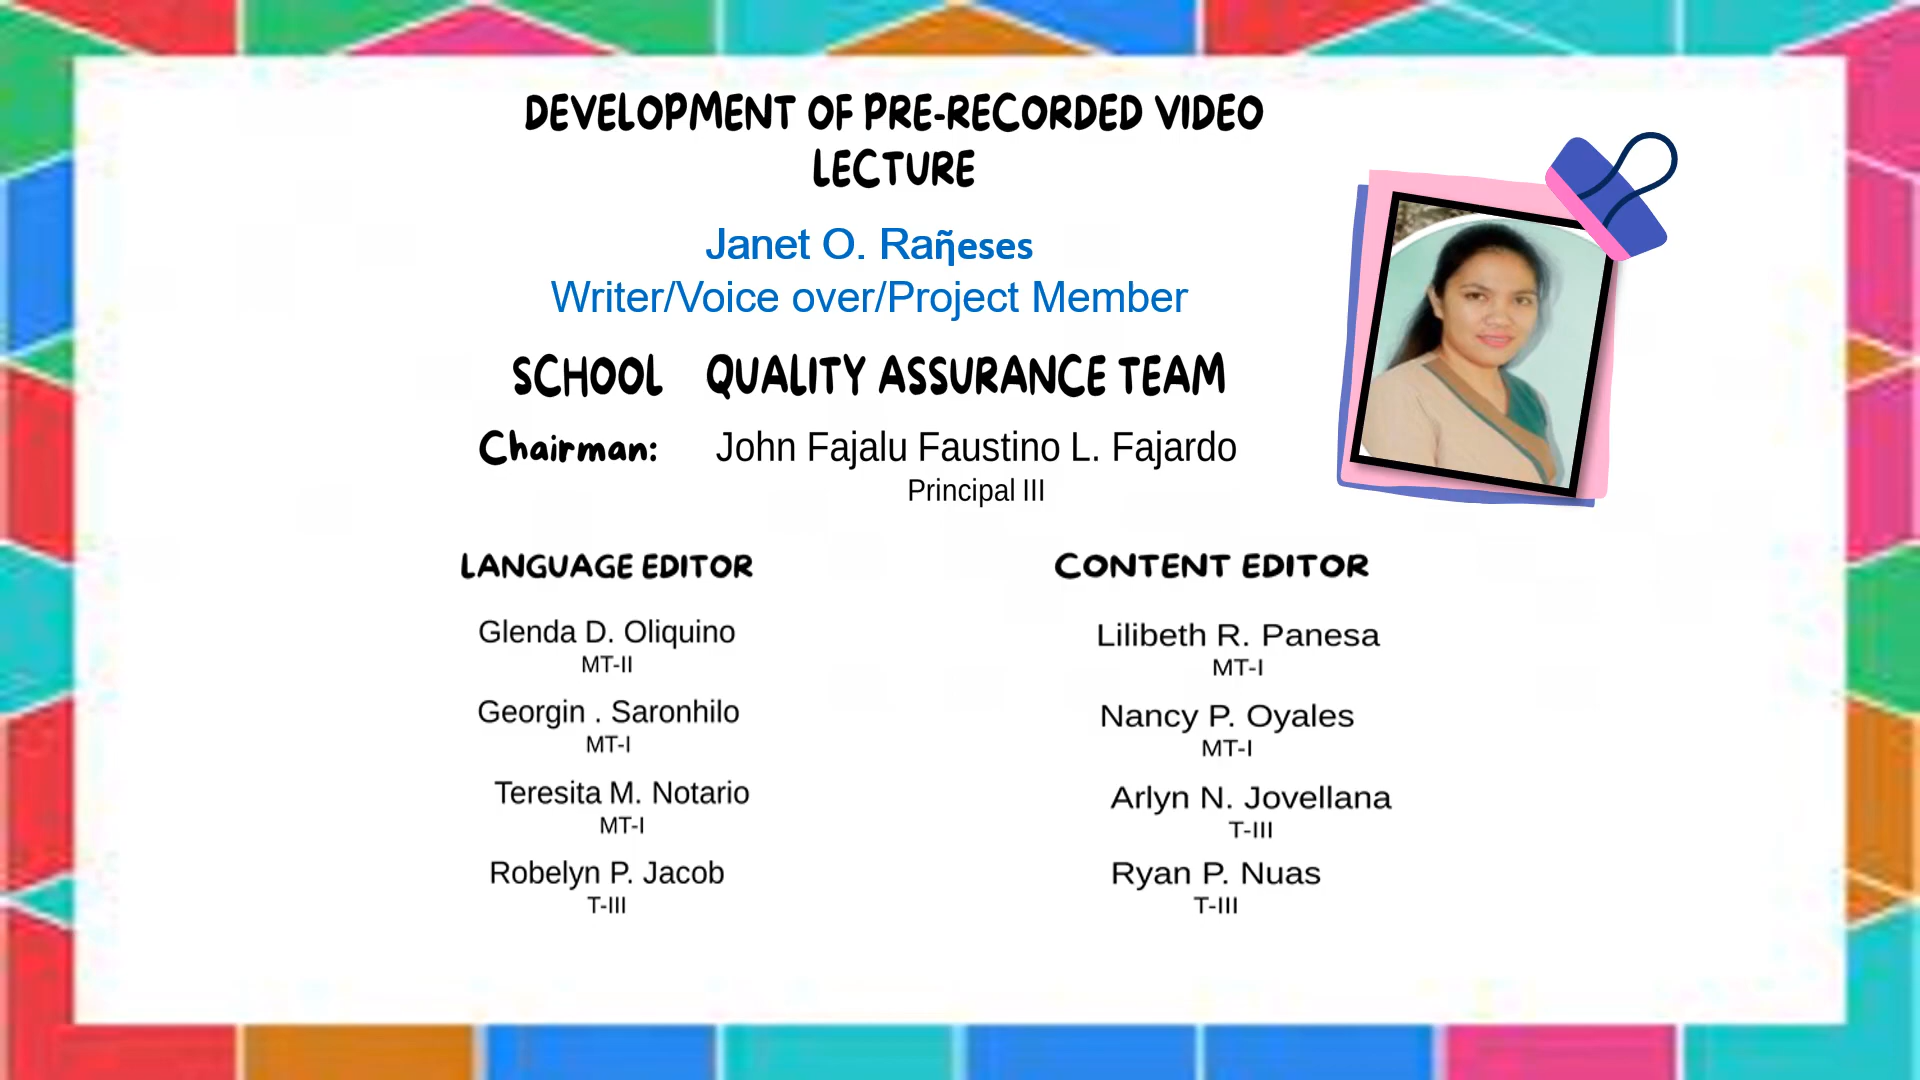 DEVELOPMENT OF PRE-RECORDED VIDEO
LECTURE
Janet O. Rañeses
Writer/Voice over/Project Member
SCHOOL QUALITY ASSURANCE TEAM
Chairman: John Fajalu Faustino L. Fajardo
Principal III
LANGUAGE EDITOR
Glenda D. Oliquino
MT-II
Georgin . Saronhilo
MT-I
Teresita M. Notario
MT-I
Robelyn P. Jacob
T-III
CONTENT EDITOR
Lilibeth R. Panesa
MT-I
Nancy P. Oyales
MT-I
Arlyn N. Jovellana
T-III
Ryan P. Nuas
T-III